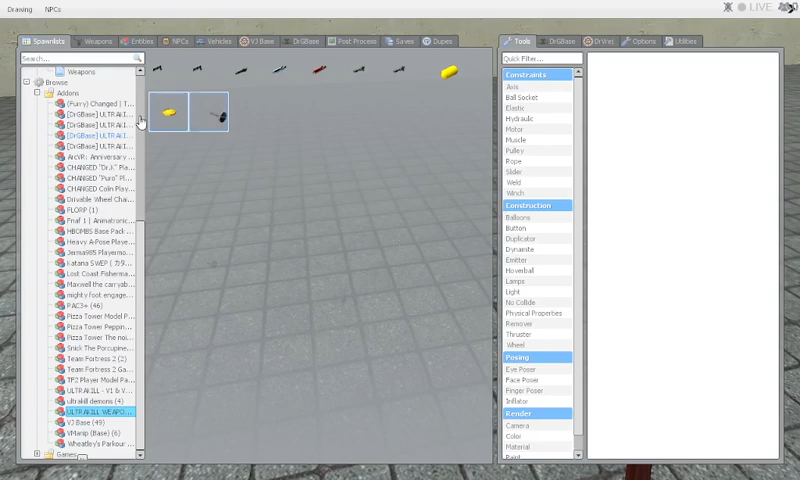 Drawing NPCs LIVE
Spawnlists Weapons Entities NPCs Vehicles VJ Base DrGBase Post Process Saves Dupes
Tools DrGBase DrVrei Options Utilities
Search...
Quick Filter...
Weapons
Browse
Addons
(Furry) Changed | T...
[DrGBase] ULTRAKI...
[DrGBase] ULTRAKI...
[DrGBase] ULTRAKI...
[DrGBase] ULTRAKI...
ArcVR: Anniversary ...
CHANGED "Dr.K" Pla...
CHANGED "Puro" Pl...
CHANGED Colin Play...
Drivable Wheel Chai...
FLORP (1)
Fnaf 1 | Animatronic...
HBOMBS Base Pack ...
Heavy A-Pose Playe...
Jerma985 Playermo...
Katana SWEP ( カタ...
Lost Coast Fisherma...
Maxwell the carryab...
mighty foot engage...
PAC3+ (46)
Pizza Tower Model P...
Pizza Tower Peppin...
Pizza Tower The noi...
Snick The Porcupine...
Team Fortress 2 (2)
Team Fortress 2 Ga...
TF2 Player Model Pa...
ULTRAKILL - V1 & V...
ultrakill demons (4)
ULTRAKILL WEAPO...
VJ Base (49)
VManip (Base) (6)
Wheatley's Parkour ...
Games
Constraints
Axis
Ball Socket
Elastic
Hydraulic
Motor
Muscle
Pulley
Rope
Slider
Weld
Winch
Construction
Balloons
Button
Duplicator
Dynamite
Emitter
Hoverball
Lamps
Light
No Collide
Physical Properties
Remover
Thruster
Wheel
Posing
Eye Poser
Face Poser
Finger Poser
Inflator
Render
Camera
Color
Material
Paint